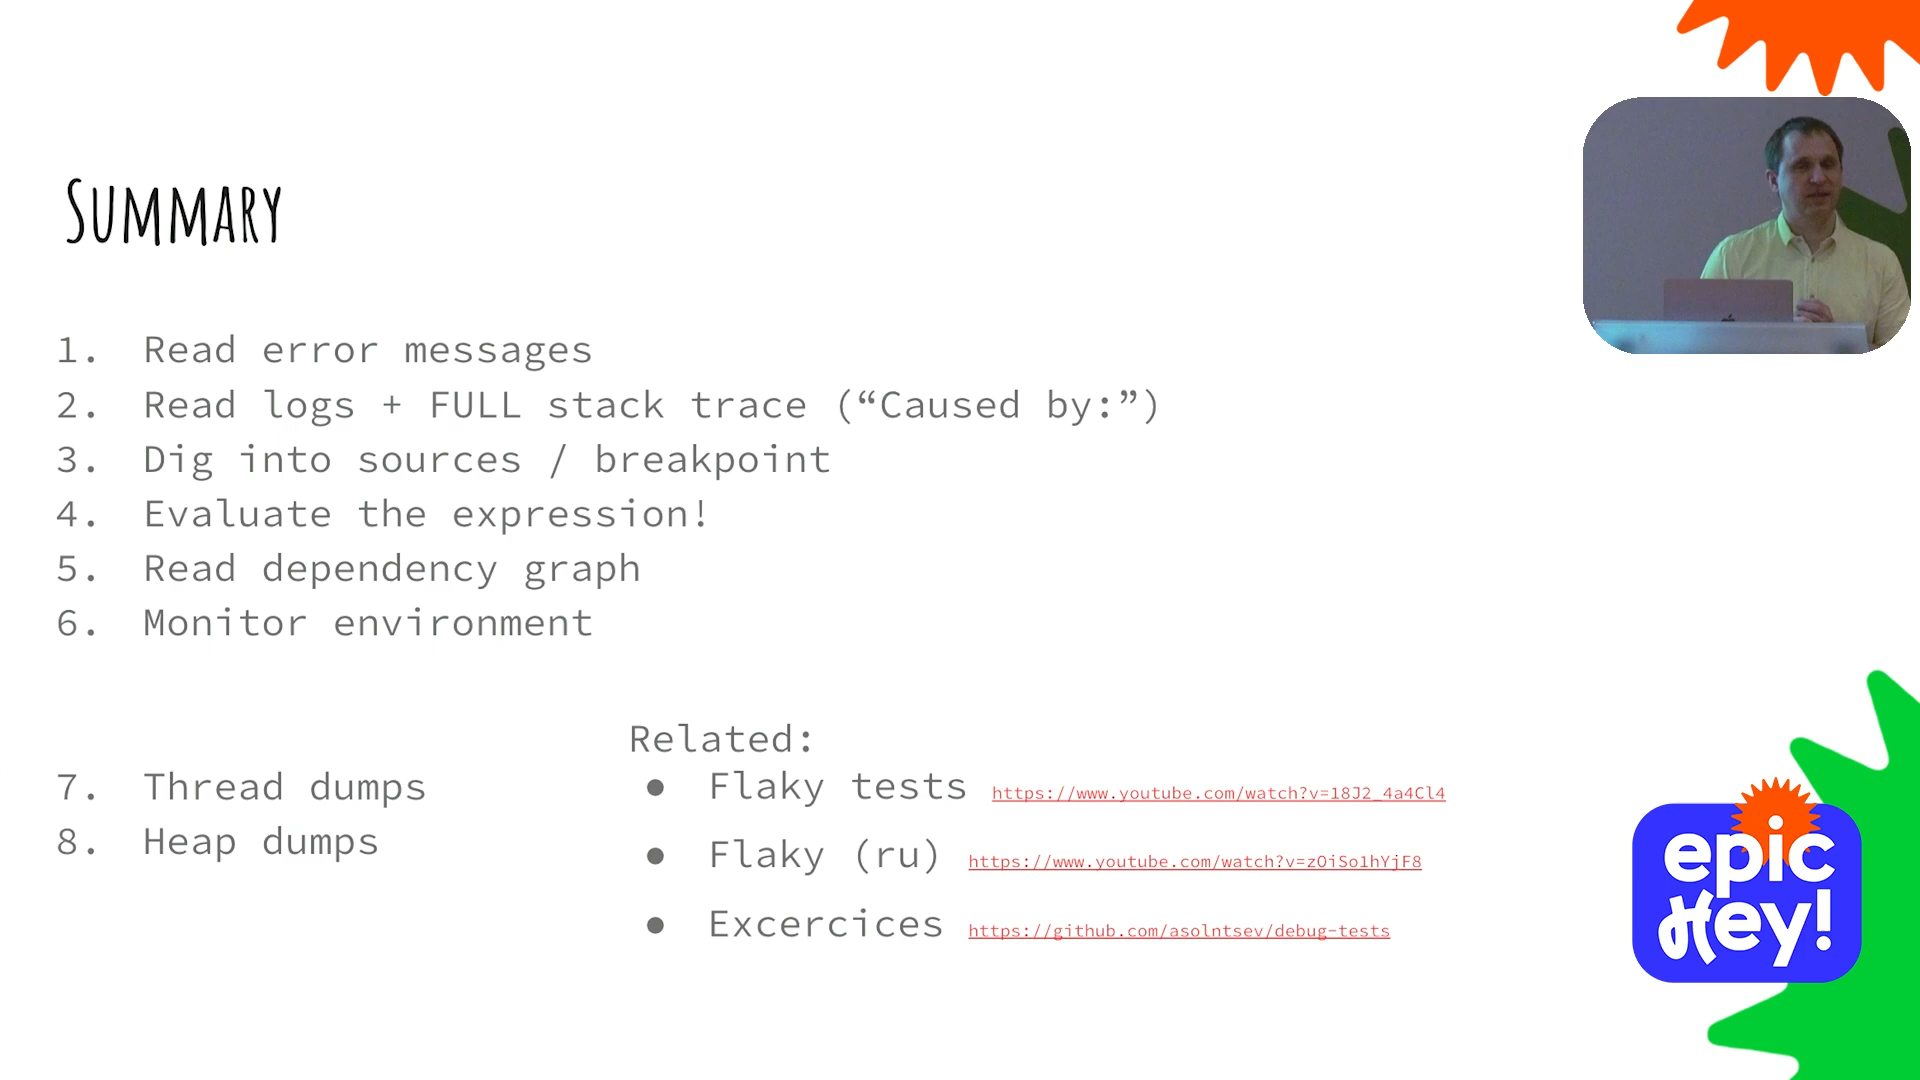 Summary
1. Read error messages
2. Read logs + FULL stack trace (“Caused by:”)
3. Dig into sources / breakpoint
4. Evaluate the expression!
5. Read dependency graph
6. Monitor environment
7. Thread dumps
8. Heap dumps
Related:
● Flaky tests https://www.youtube.com/watch?v=18J2_4a4Cl4
● Flaky (ru) https://www.youtube.com/watch?v=zOiSo1hYjF8
● Excercices https://github.com/asolntsev/debug-tests
epic
Hey!